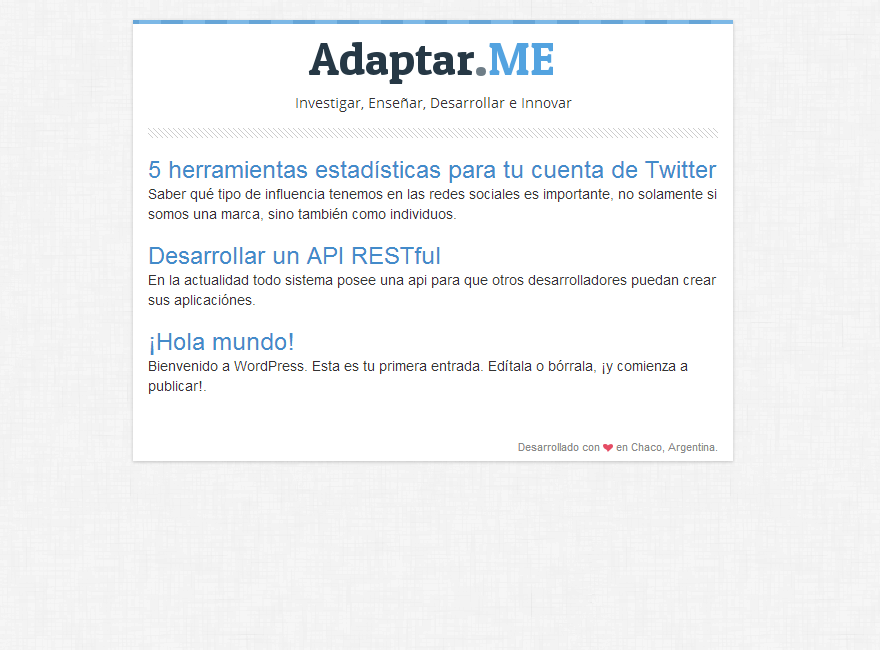 Adaptar.ME
Investigar, Enseñar, Desarrollar e Innovar
5 herramientas estadísticas para tu cuenta de Twitter
Saber qué tipo de influencia tenemos en las redes sociales es importante, no solamente si
somos una marca, sino también como individuos.
Desarrollar un API RESTful
En la actualidad todo sistema posee una api para que otros desarrolladores puedan crear
sus aplicaciónes.
¡Hola mundo!
Bienvenido a WordPress. Esta es tu primera entrada. Edítala o bórrala, ¡y comienza a
publicar!.
Desarrollado con ❤ en Chaco, Argentina.